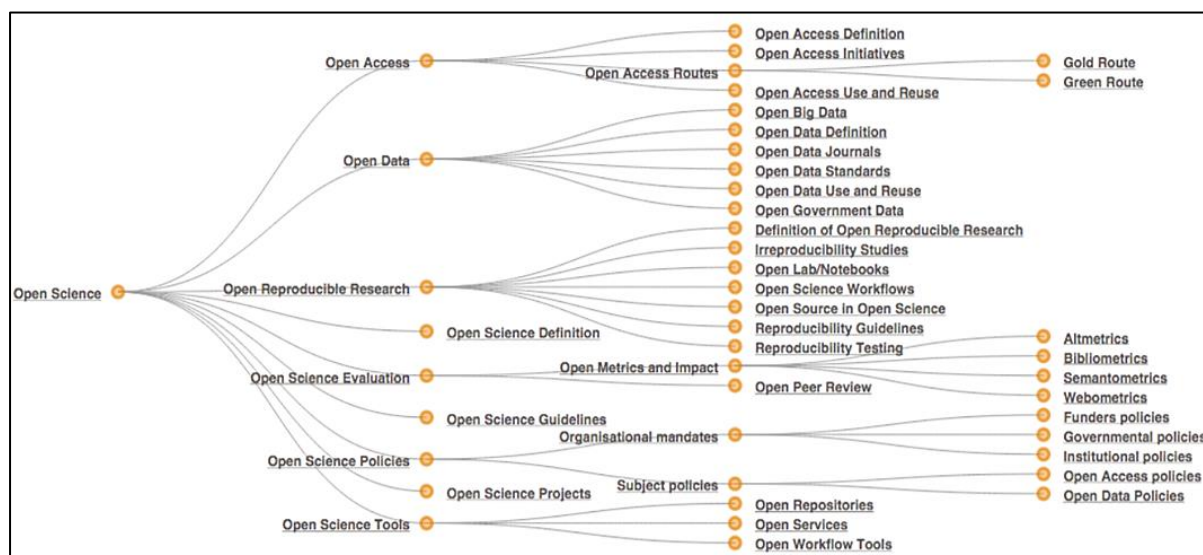 Open Science
Open Access
Open Access Definition
Open Access Initiatives
Open Access Routes
Gold Route
Green Route
Open Access Use and Reuse
Open Data
Open Big Data
Open Data Definition
Open Data Journals
Open Data Standards
Open Data Use and Reuse
Open Government Data
Open Reproducible Research
Definition of Open Reproducible Research
Irreproducibility Studies
Open Lab/Notebooks
Open Science Workflows
Open Source in Open Science
Reproducibility Guidelines
Reproducibility Testing
Open Science Definition
Open Science Evaluation
Open Metrics and Impact
Altmetrics
Bibliometrics
Semantometrics
Webometrics
Open Peer Review
Open Science Guidelines
Open Science Policies
Organisational mandates
Funders policies
Governmental policies
Institutional policies
Subject policies
Open Access policies
Open Data Policies
Open Science Projects
Open Science Tools
Open Repositories
Open Services
Open Workflow Tools